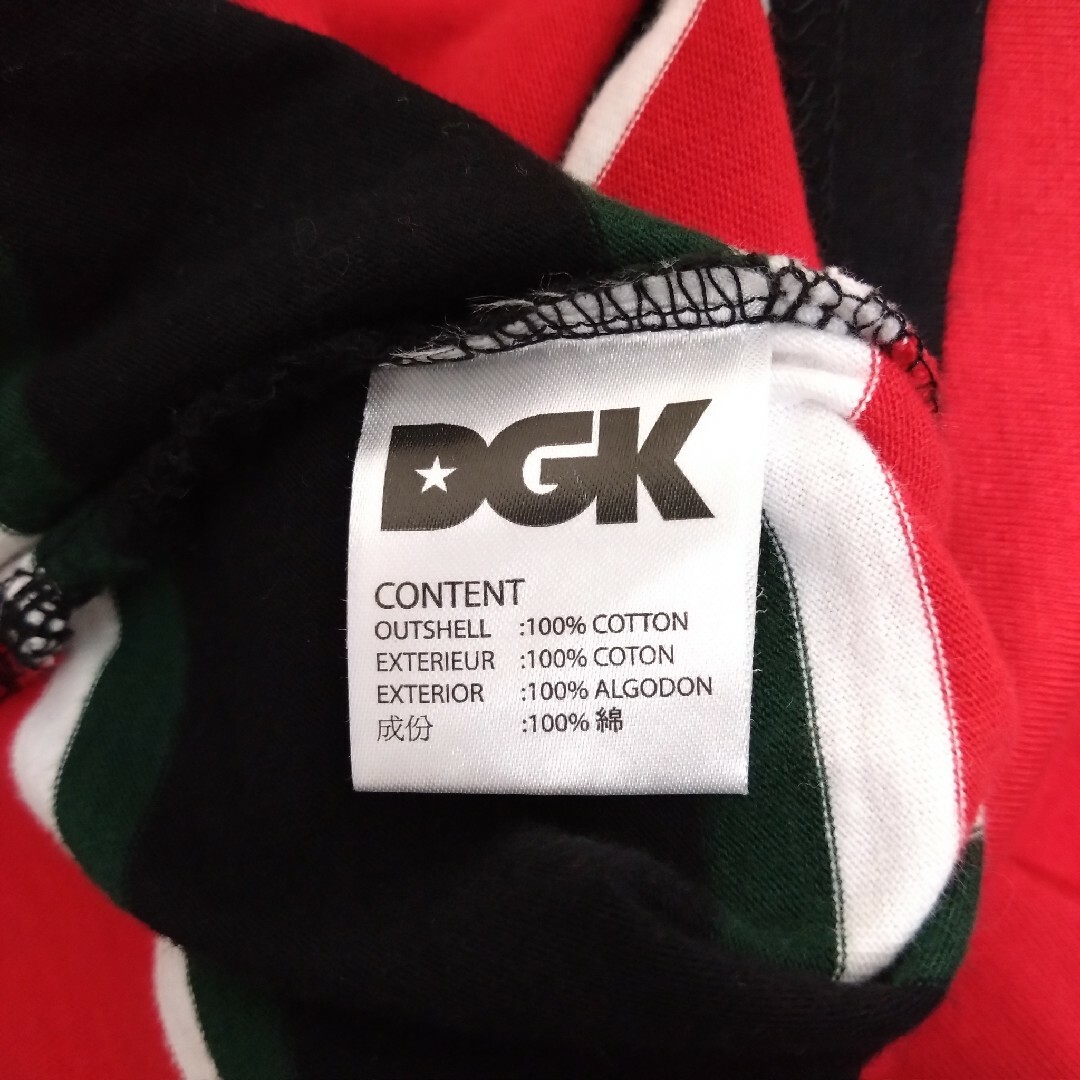 DGK
CONTENT
OUTSHELL :100% COTTON
EXTERIEUR :100% COTON
EXTERIOR :100% ALGODON
成份 :100% 綿